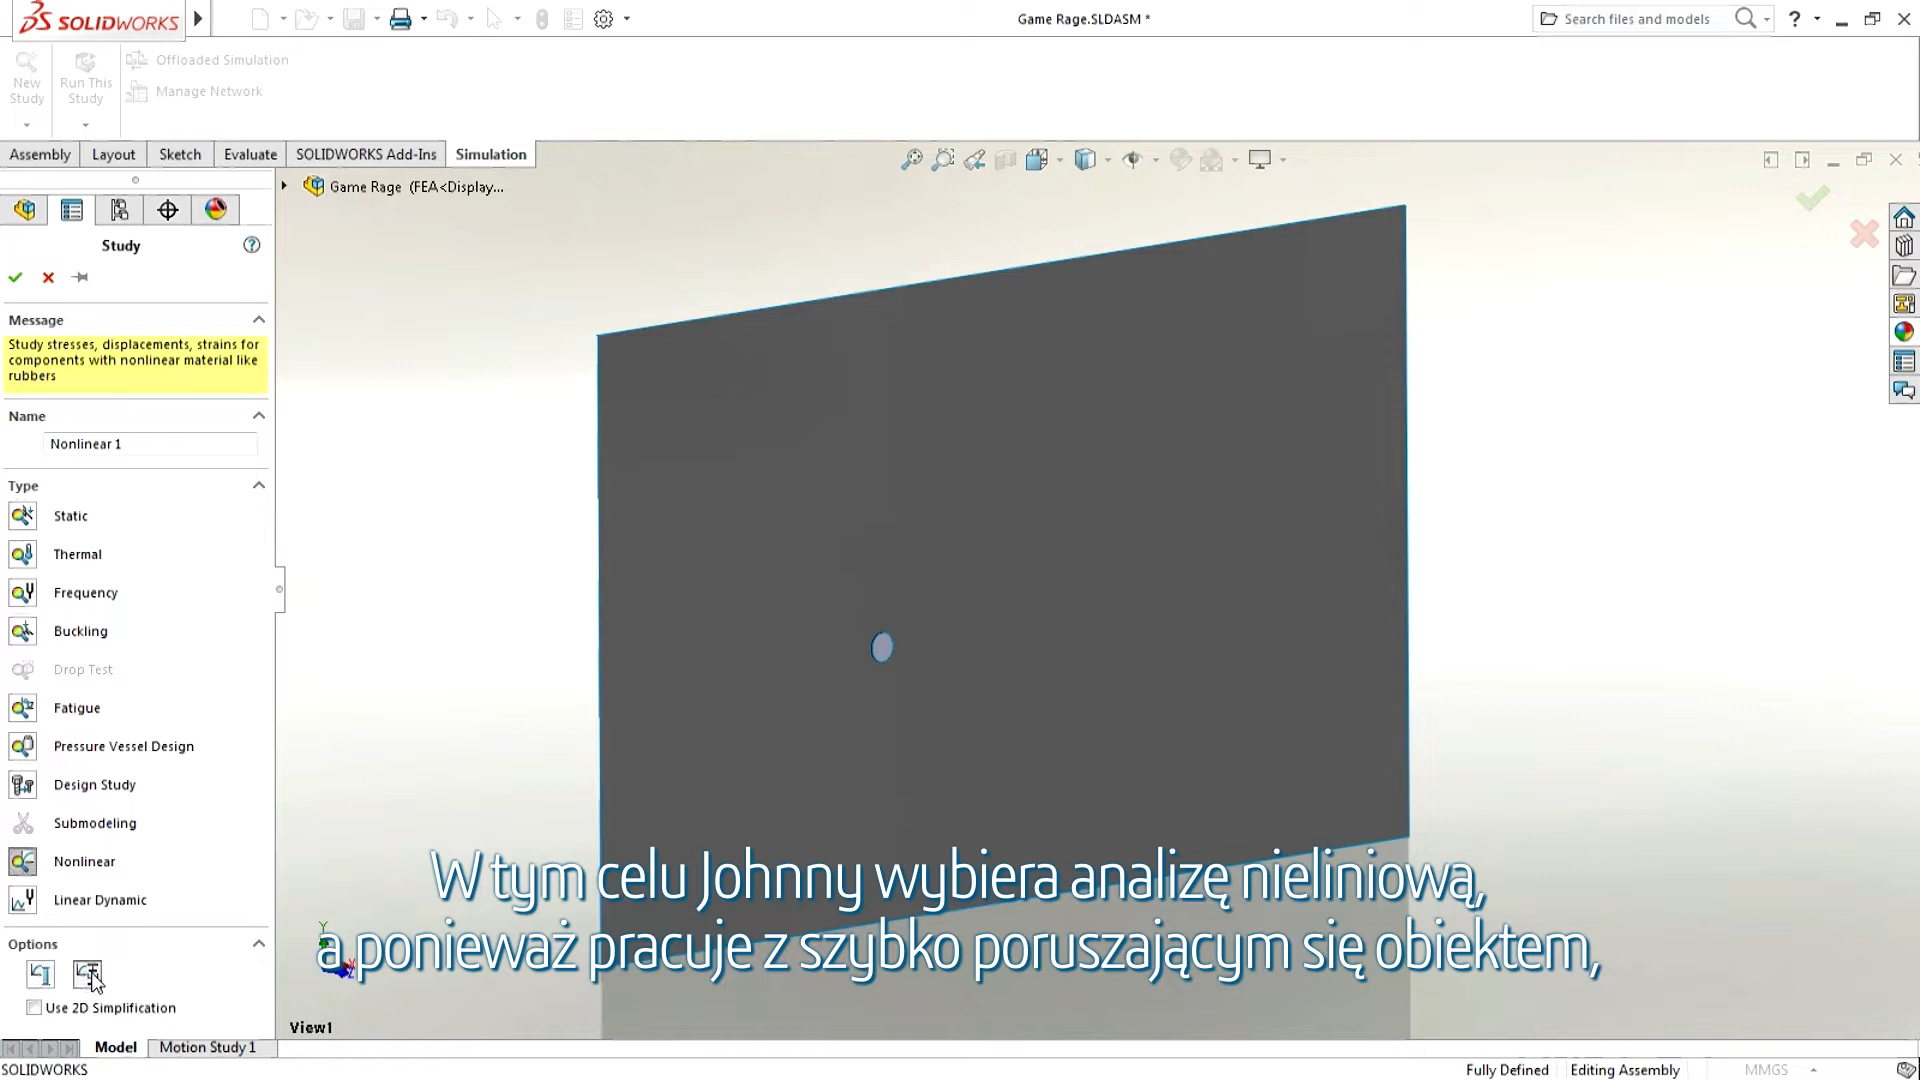 SOLIDWORKS
Game Rage.SLDASM *
Search files and models
?
New Study
Run This Study
Offloaded Simulation
Manage Network
Assembly
Layout
Sketch
Evaluate
SOLIDWORKS Add-Ins
Simulation
Game Rage (FEA<Display...
Study
?
Message
Study stresses, displacements, strains for
components with nonlinear material like
rubbers
Name
Nonlinear 1
Type
Static
Thermal
Frequency
Buckling
Drop Test
Fatigue
Pressure Vessel Design
Design Study
Submodeling
Nonlinear
Linear Dynamic
Options
Use 2D Simplification
W tym celu Johnny wybiera analizę nieliniową,
a ponieważ pracuje z szybko poruszającym się obiektem,
Y
View1
Model
Motion Study 1
SOLIDWORKS
Fully Defined
Editing Assembly
MMGS